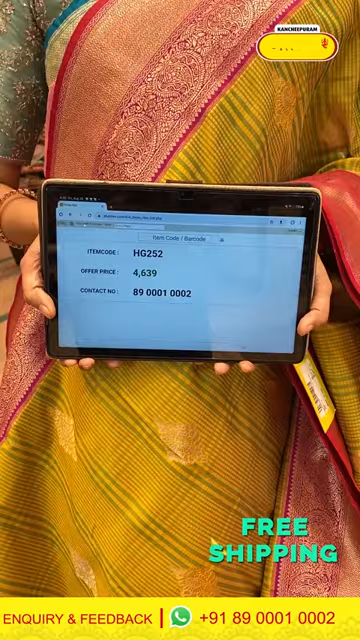 KANCHEEPURAM
Item Code / Barcode
ITEMCODE : HG252
OFFER PRICE : 4,639
CONTACT NO : 89 0001 0002
FREE
SHIPPING
ENQUIRY & FEEDBACK | +91 89 0001 0002